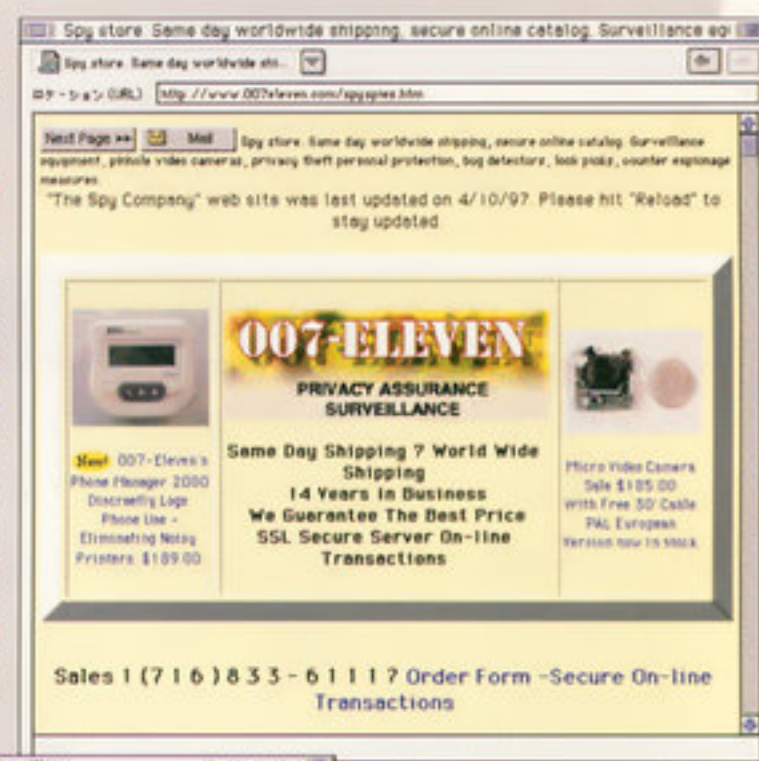 Spy store. Same day worldwide shipping, secure online catalog. Surveillance eq
Spy store. Same day worldwide shi...
ロケーション(URL) http://www.007eleven.com/spyspies.htm
Next Page >> Mail Spy store. Same day worldwide shipping, secure online catalog. Surveillance
equipment, pinhole video cameras, privacy theft personal protection, bug detectors, lock picks, counter espionage
measures.
"The Spy Company" web site was last updated on 4/10/97. Please hit "Reload" to
stay updated.
007-ELEVEN
PRIVACY ASSURANCE
SURVEILLANCE
New! 007-Eleven's
Phone Manager 2000
Discreetly Logs
Phone Use -
Eliminating Noisy
Printers. $189.00
Same Day Shipping ? World Wide
Shipping
14 Years In Business
We Guarantee The Best Price
SSL Secure Server On-line
Transactions
Micro Video Camera
Sale $185.00
With Free 30' Cable
PAL European
Version now in stock
Sales 1(716)833-6111? Order Form -Secure On-line
Transactions